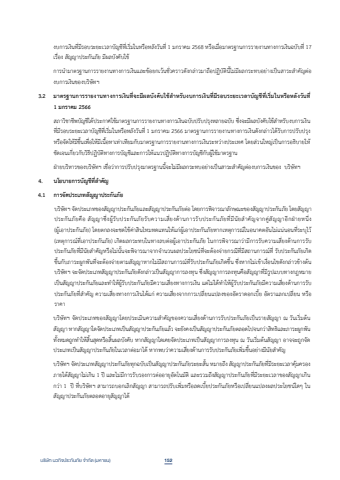 งบการเงินที่มีรอบระยะเวลาบัญชีที่เริ่มในหรือหลังวันที่ 1 มกราคม 2568 หรือเมื่อมาตรฐานการรายงานทางการเงินฉบับที่ 17
เรื่อง สัญญาประกันภัย มีผลบังคับใช้
การนำมาตรฐานการรายงานทางการเงินและข้อยกเว้นชั่วคราวดังกล่าวมาถือปฏิบัตินี้ไม่มีผลกระทบอย่างเป็นสาระสำคัญต่อ
งบการเงินของบริษัทฯ
3.2 มาตรฐานการรายงานทางการเงินที่จะมีผลบังคับใช้สำหรับงบการเงินที่มีรอบระยะเวลาบัญชีที่เริ่มในหรือหลังวันที่
1 มกราคม 2566
สภาวิชาชีพบัญชีได้ประกาศใช้มาตรฐานการรายงานทางการเงินฉบับปรับปรุงหลายฉบับ ซึ่งจะมีผลบังคับใช้สำหรับงบการเงิน
ที่มีรอบระยะเวลาบัญชีที่เริ่มในหรือหลังวันที่ 1 มกราคม 2566 มาตรฐานการรายงานทางการเงินดังกล่าวได้รับการปรับปรุง
หรือจัดให้มีขึ้นเพื่อให้มีเนื้อหาเท่าเทียมกับมาตรฐานการรายงานทางการเงินระหว่างประเทศ โดยส่วนใหญ่เป็นการอธิบายให้
ชัดเจนเกี่ยวกับวิธีปฏิบัติทางการบัญชีและการให้แนวปฏิบัติทางการบัญชีกับผู้ใช้มาตรฐาน
ฝ่ายบริหารของบริษัทฯ เชื่อว่าการปรับปรุงมาตรฐานนี้จะไม่มีผลกระทบอย่างเป็นสาระสำคัญต่องบการเงินของ บริษัทฯ
4. นโยบายการบัญชีที่สำคัญ
4.1 การจัดประเภทสัญญาประกันภัย
บริษัทฯ จัดประเภทของสัญญาประกันภัยและสัญญาประกันภัยต่อ โดยการพิจารณาลักษณะของสัญญาประกันภัย โดยสัญญา
ประกันภัยคือ สัญญาซึ่งผู้รับประกันภัยรับความเสี่ยงด้านการรับประกันภัยที่มีนัยสำคัญจากคู่สัญญาอีกฝ่ายหนึ่ง
(ผู้เอาประกันภัย) โดยตกลงจะชดใช้ค่าสินไหมทดแทนให้แก่ผู้เอาประกันภัยหากเหตุการณ์ในอนาคตอันไม่แน่นอนที่ระบุไว้
(เหตุการณ์ที่เอาประกันภัย) เกิดผลกระทบในทางลบต่อผู้เอาประกันภัย ในการพิจารณาว่ามีการรับความเสี่ยงด้านการรับ
ประกันภัยที่มีนัยสำคัญหรือไม่นั้นจะพิจารณาจากจำนวนผลประโยชน์ที่จะต้องจ่ายกรณีที่มีสถานการณ์ที่ รับประกันภัยเกิด
ขึ้นกับภาระผูกพันที่จะต้องจ่ายตามสัญญาหากไม่มีสถานการณ์ที่รับประกันภัยเกิดขึ้น ซึ่งหากไม่เข้าเงื่อนไขดังกล่าวข้างต้น
บริษัทฯ จะจัดประเภทสัญญาประกันภัยดังกล่าวเป็นสัญญาการลงทุน ซึ่งสัญญาการลงทุนคือสัญญาที่มีรูปแบบทางกฎหมาย
เป็นสัญญาประกันภัยและทำให้ผู้รับประกันภัยมีความเสี่ยงทางการเงิน แต่ไม่ได้ทำให้ผู้รับประกันภัยมีความเสี่ยงด้านการรับ
ประกันภัยที่สำคัญ ความเสี่ยงทางการเงินได้แก่ ความเสี่ยงจากการเปลี่ยนแปลงของอัตราดอกเบี้ย อัตราแลกเปลี่ยน หรือ
ราคา
บริษัทฯ จัดประเภทของสัญญาโดยประเมินความสำคัญของความเสี่ยงด้านการรับประกันภัยเป็นรายสัญญา ณ วันเริ่มต้น
สัญญา หากสัญญาใดจัดประเภทเป็นสัญญาประกันภัยแล้ว จะยังคงเป็นสัญญาประกันภัยตลอดไปจนกว่าสิทธิและภาระผูกพัน
ทั้งหมดถูกทำให้สิ้นสุดหรือสิ้นผลบังคับ หากสัญญาใดเคยจัดประเภทเป็นสัญญาการลงทุน ณ วันเริ่มต้นสัญญา อาจจะถูกจัด
ประเภทเป็นสัญญาประกันภัยในเวลาต่อมาได้ หากพบว่าความเสี่ยงด้านการรับประกันภัยเพิ่มขึ้นอย่างมีนัยสำคัญ
บริษัทฯ จัดประเภทสัญญาประกันภัยทุกฉบับเป็นสัญญาประกันภัยระยะสั้น หมายถึง สัญญาประกันภัยที่มีระยะเวลาคุ้มครอง
ภายใต้สัญญาไม่เกิน 1 ปี และไม่มีการรับรองการต่ออายุอัตโนมัติ และรวมถึงสัญญาประกันภัยที่มีระยะเวลาของสัญญาเกิน
กว่า 1 ปี ที่บริษัทฯ สามารถบอกเลิกสัญญา สามารถปรับเพิ่มหรือลดเบี้ยประกันภัยหรือเปลี่ยนแปลงผลประโยชน์ใดๆ ใน
สัญญาประกันภัยตลอดอายุสัญญาได้
152